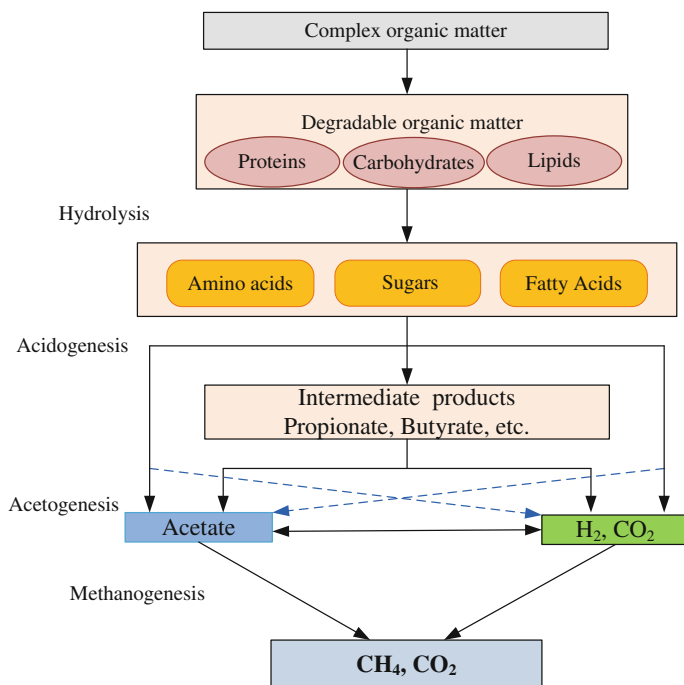 Complex organic matter
Degradable organic matter
Proteins
Carbohydrates
Lipids
Hydrolysis
Amino acids
Sugars
Fatty Acids
Acidogenesis
Intermediate products
Propionate, Butyrate, etc.
Acetogenesis
Acetate
H₂, CO₂
Methanogenesis
CH₄, CO₂